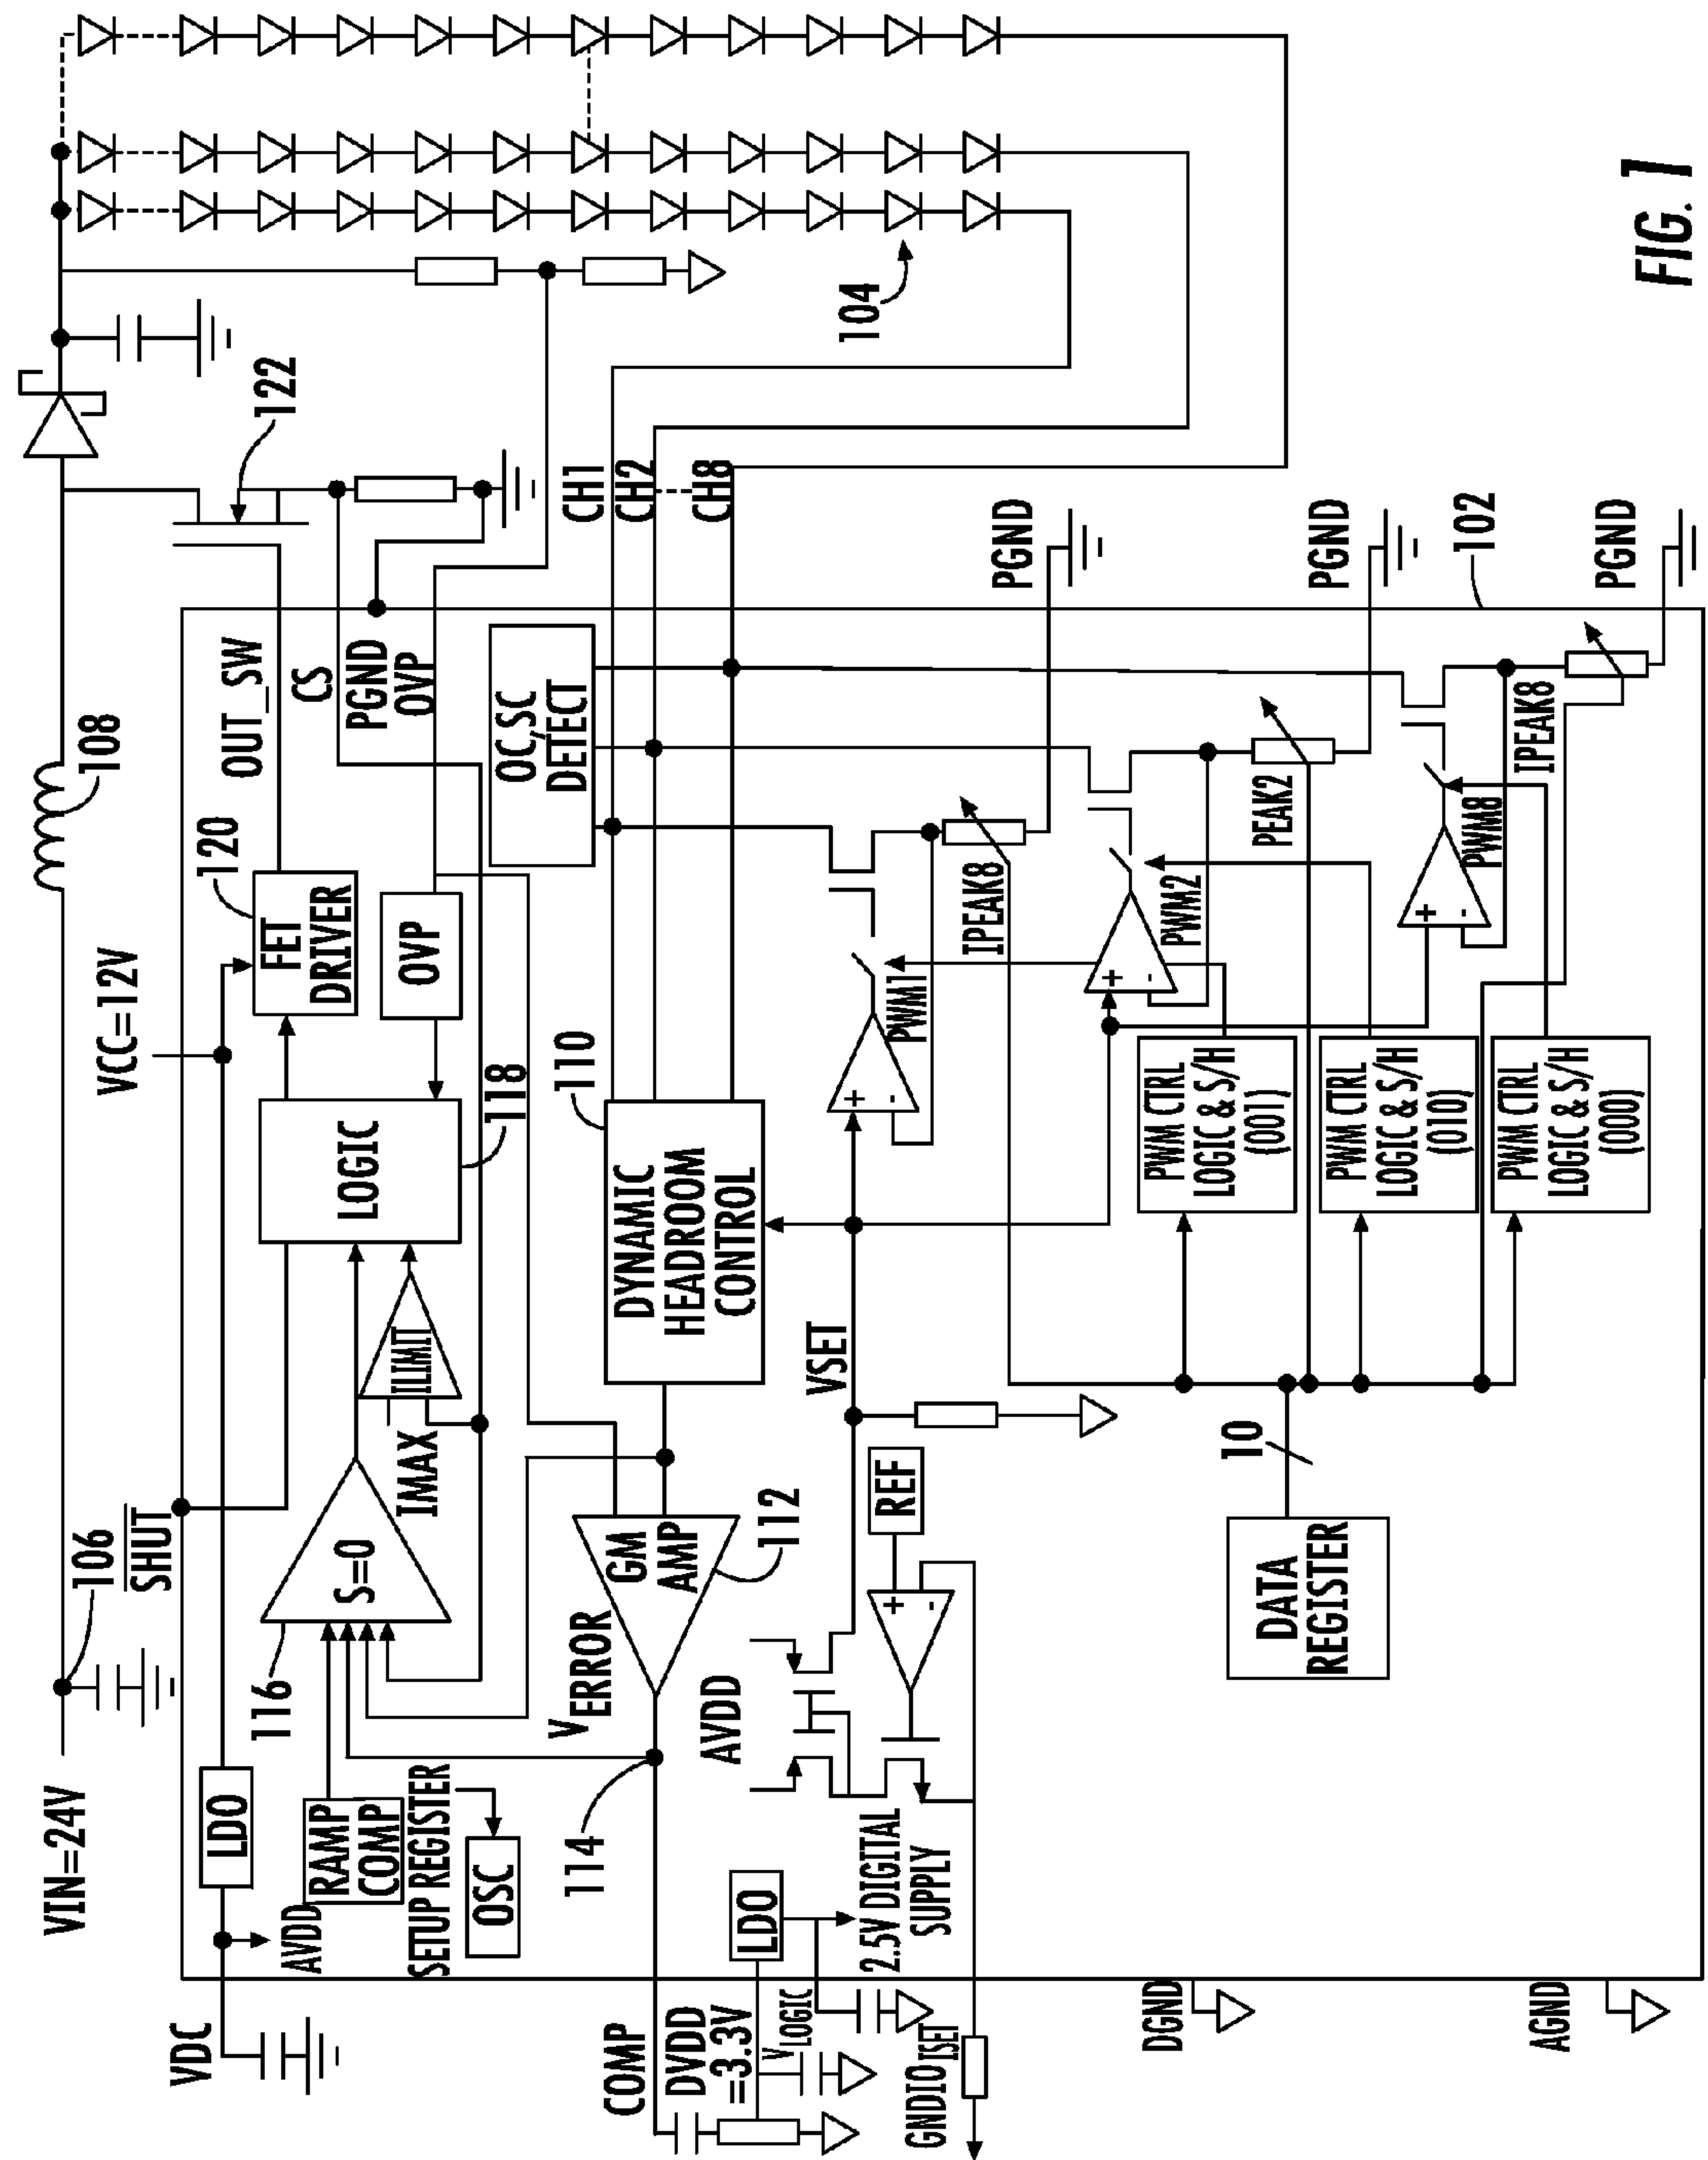 VIN=24V
106
108
VCC=12V
SHUT
VDC
LDO
AVDD
116
120
122
OUT_SW
CS
PGND
OVP
FET
DRIVER
RAMP
COMP
S=0
LOGIC
118
ILIMIT
IMAX
OVP
SETUP REGISTER
OSC
OC/SC
DETECT
CH1
CH2
CH8
104
114
VERROR
GM
AMP
112
110
DYNAMIC
HEADROOM
CONTROL
COMP
DVDD
=3.3V
VLOGIC
LDO
2.5V DIGITAL
SUPPLY
AVDD
REF
+
-
VSET
GNDIO
ISET
+
-
PWM1
IPEAK8
PGND
+
-
PWM2
PEAK2
PGND
+
-
PWM8
IPEAK8
PGND
102
DATA
REGISTER
10
PWM CTRL
LOGIC & S/H
(001)
PWM CTRL
LOGIC & S/H
(010)
PWM CTRL
LOGIC & S/H
(000)
DGND
AGND
FIG. 1